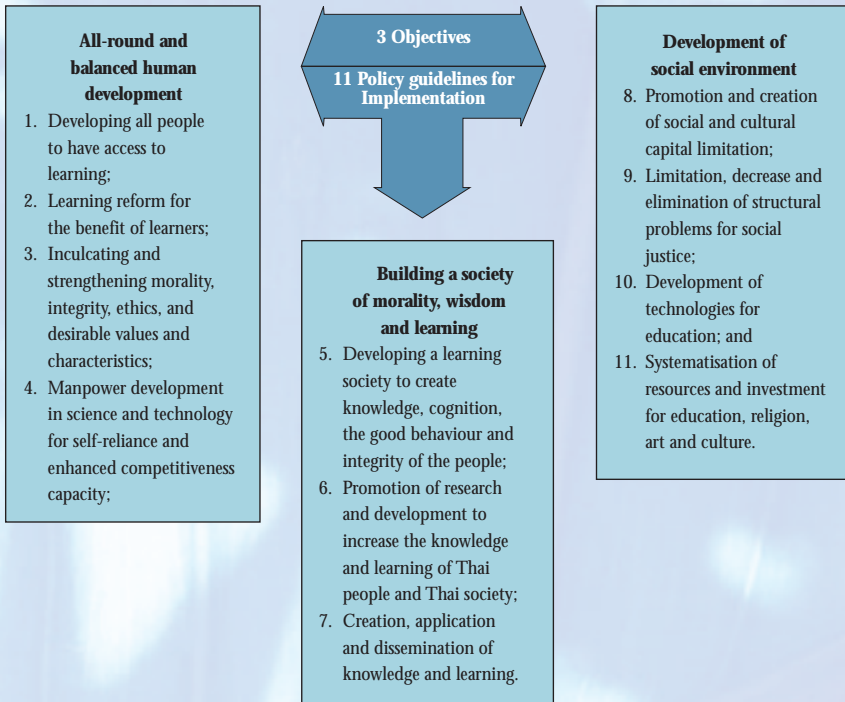 All-round and
balanced human
development
1. Developing all people
to have access to
learning;
2. Learning reform for
the benefit of learners;
3. Inculcating and
strengthening morality,
integrity, ethics, and
desirable values and
characteristics;
4. Manpower development
in science and technology
for self-reliance and
enhanced competitiveness
capacity;
3 Objectives
11 Policy guidelines for
Implementation
Building a society
of morality, wisdom
and learning
5. Developing a learning
society to create
knowledge, cognition,
the good behaviour and
integrity of the people;
6. Promotion of research
and development to
increase the knowledge
and learning of Thai
people and Thai society;
7. Creation, application
and dissemination of
knowledge and learning.
Development of
social environment
8. Promotion and creation
of social and cultural
capital limitation;
9. Limitation, decrease and
elimination of structural
problems for social
justice;
10. Development of
technologies for
education; and
11. Systematisation of
resources and investment
for education, religion,
art and culture.